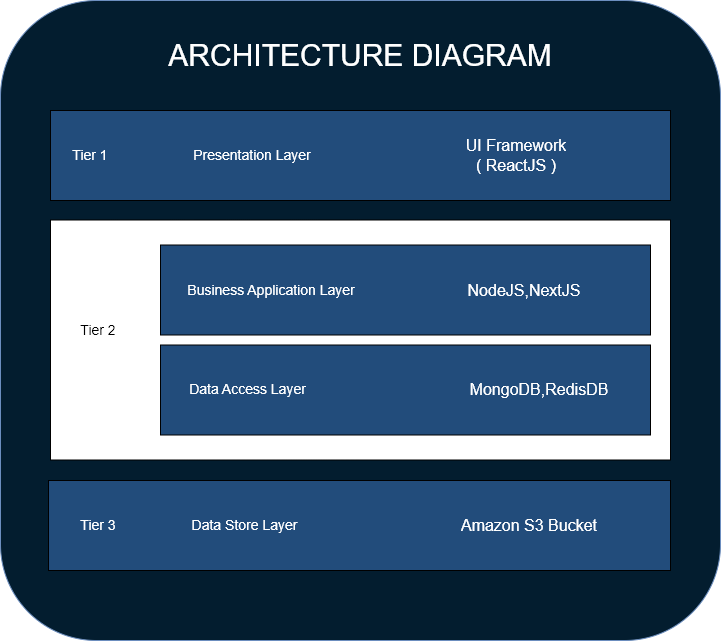 ARCHITECTURE DIAGRAM
Tier 1
Presentation Layer
UI Framework
( ReactJS )
Tier 2
Business Application Layer
NodeJS,NextJS
Data Access Layer
MongoDB,RedisDB
Tier 3
Data Store Layer
Amazon S3 Bucket